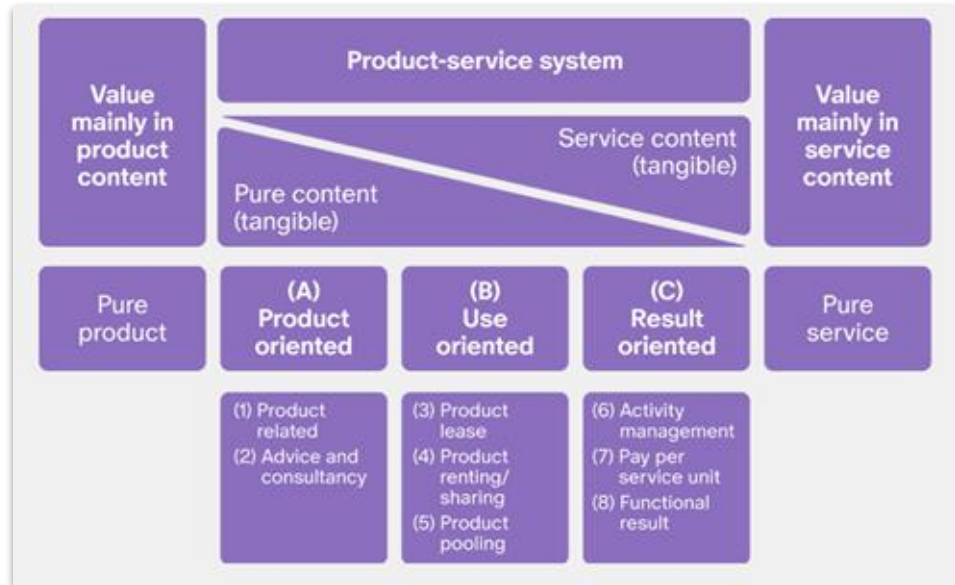 Value
mainly in
product
content
Product-service system
Service content
(tangible)
Pure content
(tangible)
Value
mainly in
service
content
Pure
product
(A)
Product
oriented
(B)
Use
oriented
(C)
Result
oriented
Pure
service
(1) Product
related
(2) Advice and
consultancy
(3) Product
lease
(4) Product
renting/
sharing
(5) Product
pooling
(6) Activity
management
(7) Pay per
service unit
(8) Functional
result